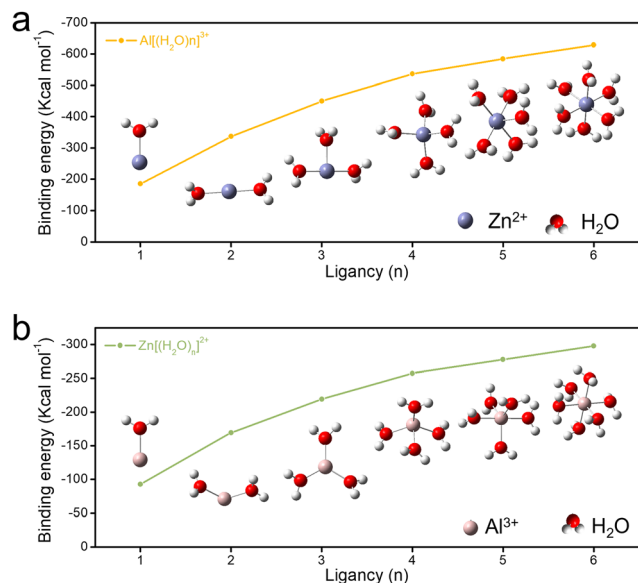 a
Al[(H₂O)n]³⁺
Binding energy (Kcal mol⁻¹)
-700
-600
-500
-400
-300
-200
-100
0
1 2 3 4 5 6
Ligancy (n)
Zn²⁺ H₂O
b
Zn[(H₂O)ₙ]²⁺
Binding energy (Kcal mol⁻¹)
-300
-250
-200
-150
-100
-50
0
1 2 3 4 5 6
Ligancy (n)
Al³⁺ H₂O